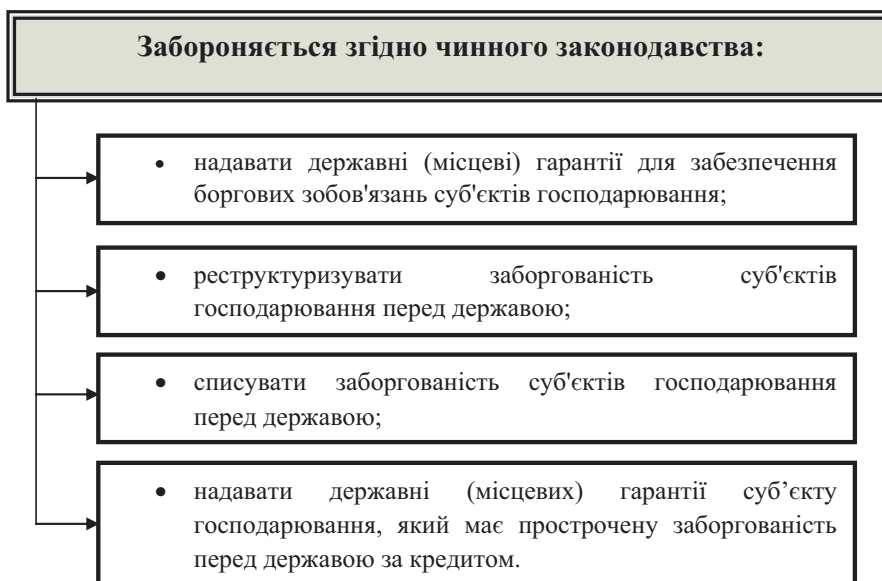 Забороняється згідно чинного законодавства:
• надавати державні (місцеві) гарантії для забезпечення
боргових зобов'язань суб'єктів господарювання;
• реструктуризувати заборгованість суб'єктів
господарювання перед державою;
• списувати заборгованість суб'єктів господарювання
перед державою;
• надавати державні (місцевих) гарантії суб’єкту
господарювання, який має прострочену заборгованість
перед державою за кредитом.